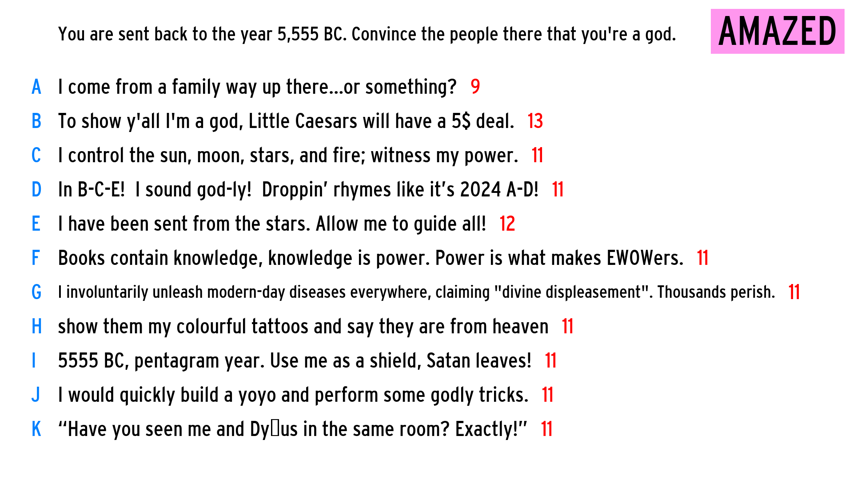 You are sent back to the year 5,555 BC. Convince the people there that you're a god.
AMAZED
A I come from a family way up there...or something? 9
B To show y'all I'm a god, Little Caesars will have a 5$ deal. 13
C I control the sun, moon, stars, and fire; witness my power. 11
D In B-C-E! I sound god-ly! Droppin’ rhymes like it’s 2024 A-D! 11
E I have been sent from the stars. Allow me to guide all! 12
F Books contain knowledge, knowledge is power. Power is what makes EWOWers. 11
G I involuntarily unleash modern-day diseases everywhere, claiming "divine displeasement". Thousands perish. 11
H show them my colourful tattoos and say they are from heaven 11
I 5555 BC, pentagram year. Use me as a shield, Satan leaves! 11
J I would quickly build a yoyo and perform some godly tricks. 11
K “Have you seen me and Dy▯us in the same room? Exactly!” 11